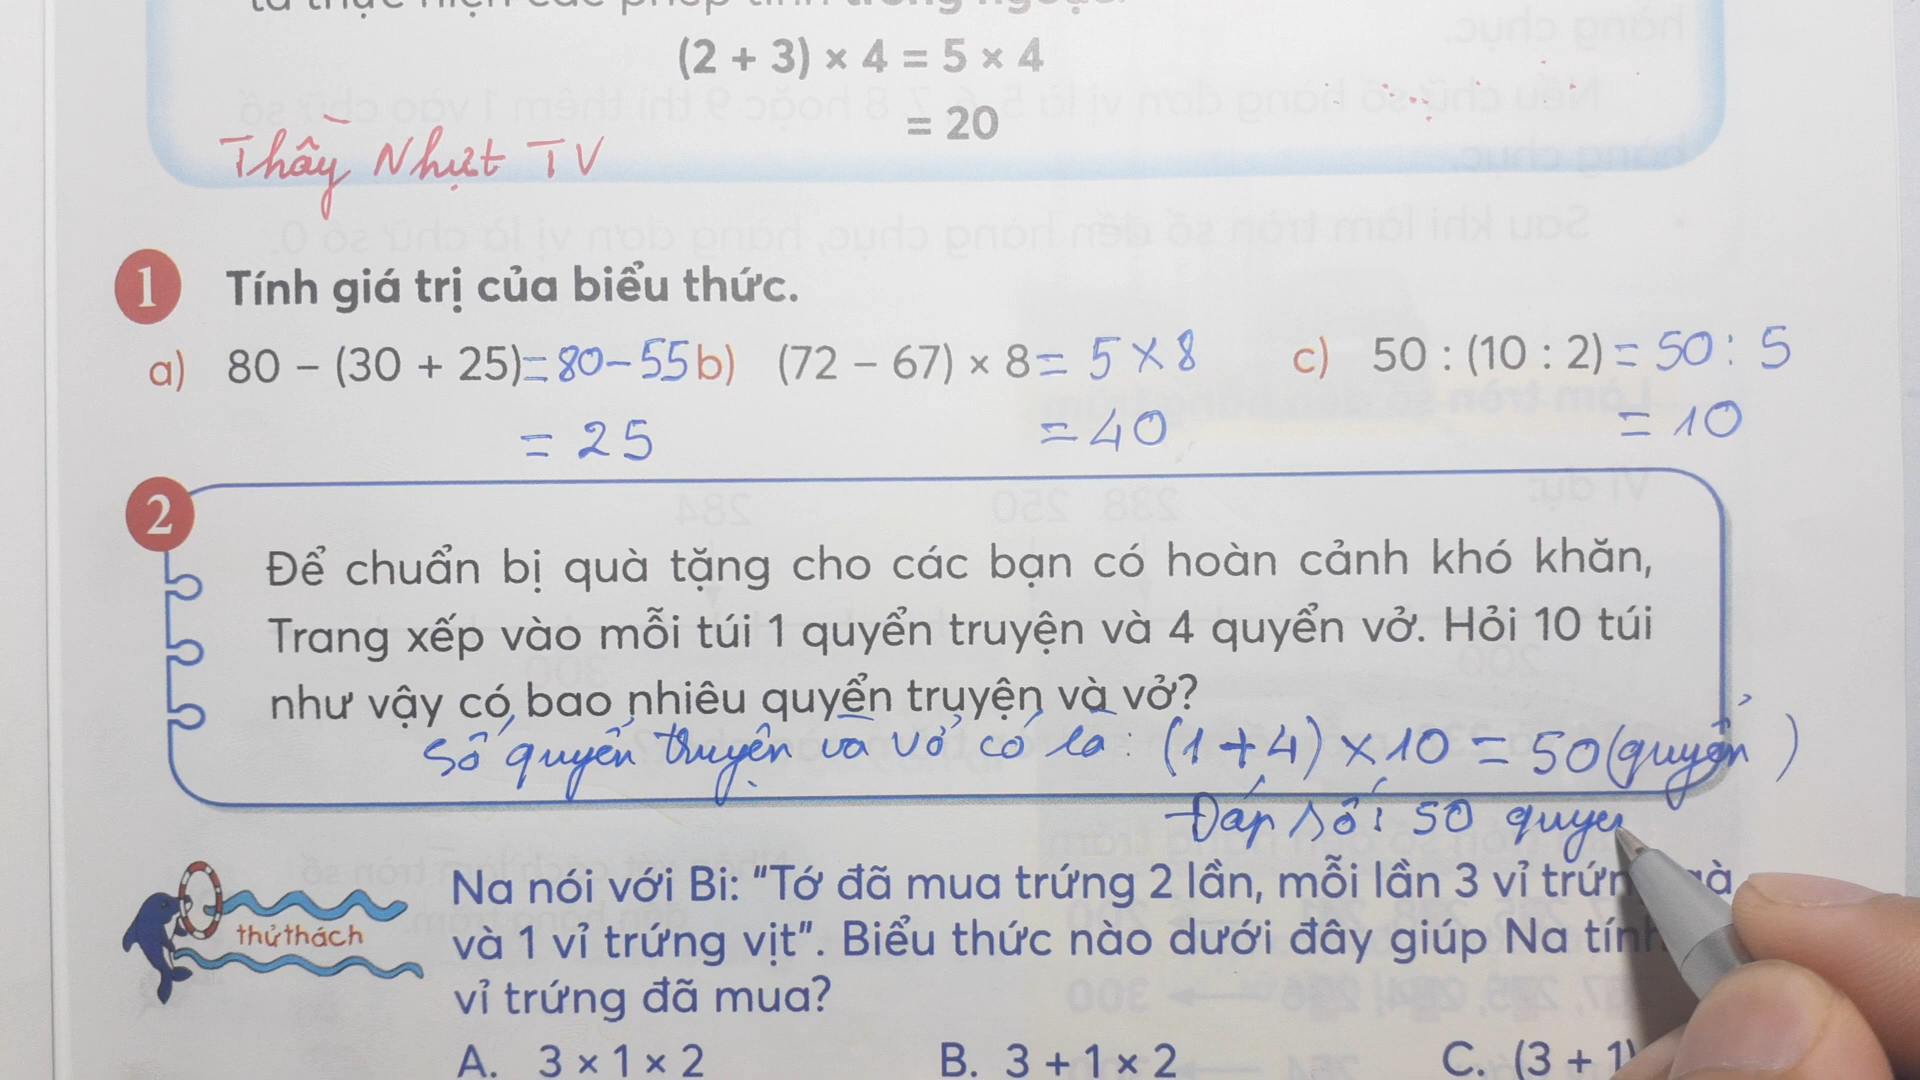 (2 + 3) × 4 = 5 × 4
= 20
Thầy Nhựt TV
1 Tính giá trị của biểu thức.
a) 80 – (30 + 25) = 80 – 55 b) (72 – 67) × 8 = 5 × 8 c) 50 : (10 : 2) = 50 : 5
= 25 = 40 = 10
2
Để chuẩn bị quà tặng cho các bạn có hoàn cảnh khó khăn,
Trang xếp vào mỗi túi 1 quyển truyện và 4 quyển vở. Hỏi 10 túi
như vậy có bao nhiêu quyển truyện và vở?
Số quyển truyện và vở có là: (1 + 4) × 10 = 50 (quyển)
Đáp số: 50 quye
Na nói với Bi: "Tớ đã mua trứng 2 lần, mỗi lần 3 vỉ trứn
thử thách
và 1 vỉ trứng vịt". Biểu thức nào dưới đây giúp Na tính
vỉ trứng đã mua?
A. 3 × 1 × 2 B. 3 + 1 × 2 C. (3 + 1)